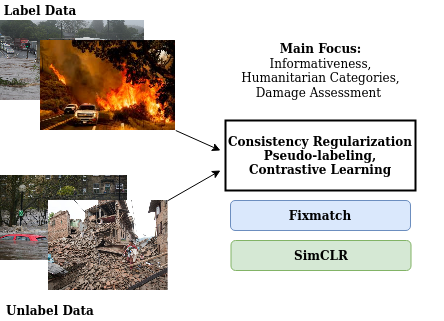 Label Data
Main Focus:
Informativeness,
Humanitarian Categories,
Damage Assessment
Consistency Regularization
Pseudo-labeling,
Contrastive Learning
Fixmatch
SimCLR
Unlabel Data